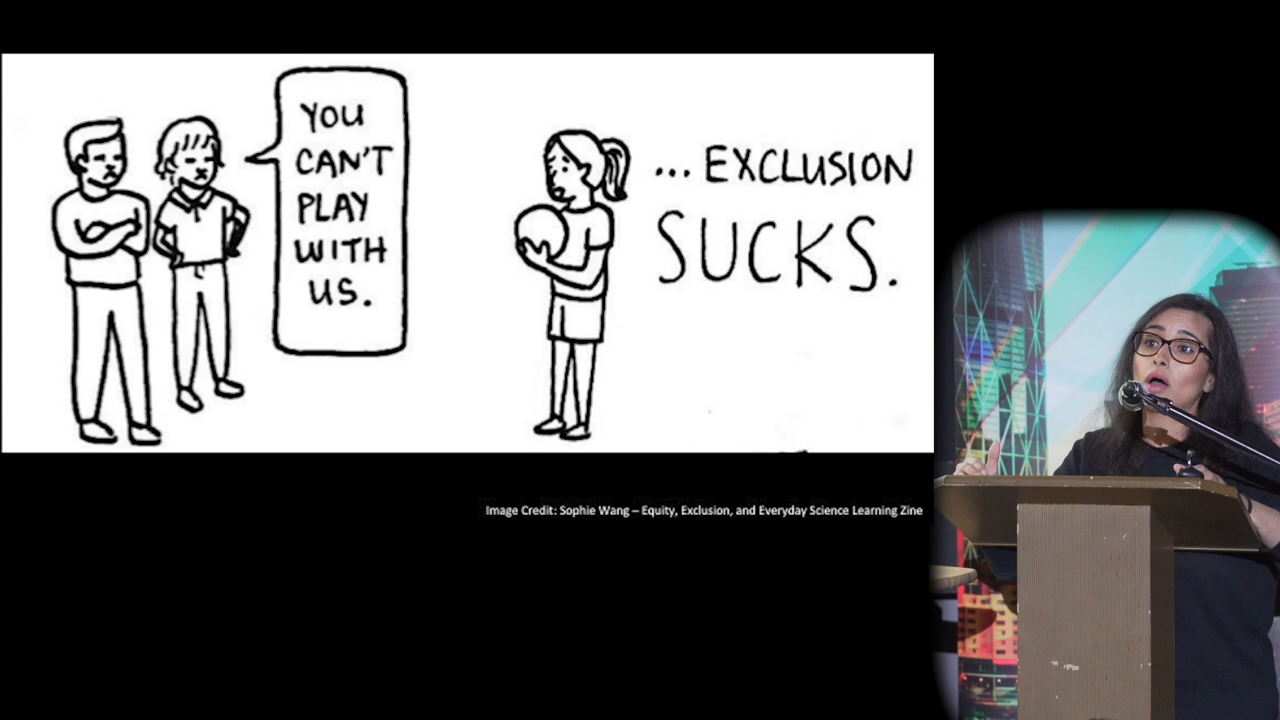 YOU
CAN'T
PLAY
WITH
US.
... EXCLUSION
SUCKS.
Image Credit: Sophie Wang – Equity, Exclusion, and Everyday Science Learning Zine